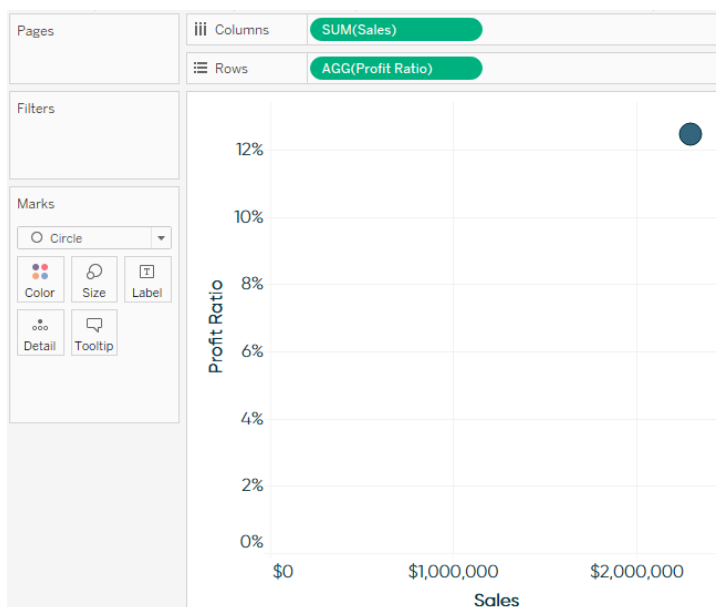 Pages
Columns
SUM(Sales)
Rows
AGG(Profit Ratio)
Filters
Marks
Circle
Color
Size
T
Label
Detail
Tooltip
Profit Ratio
12%
10%
8%
6%
4%
2%
0%
$0
$1,000,000
$2,000,000
Sales